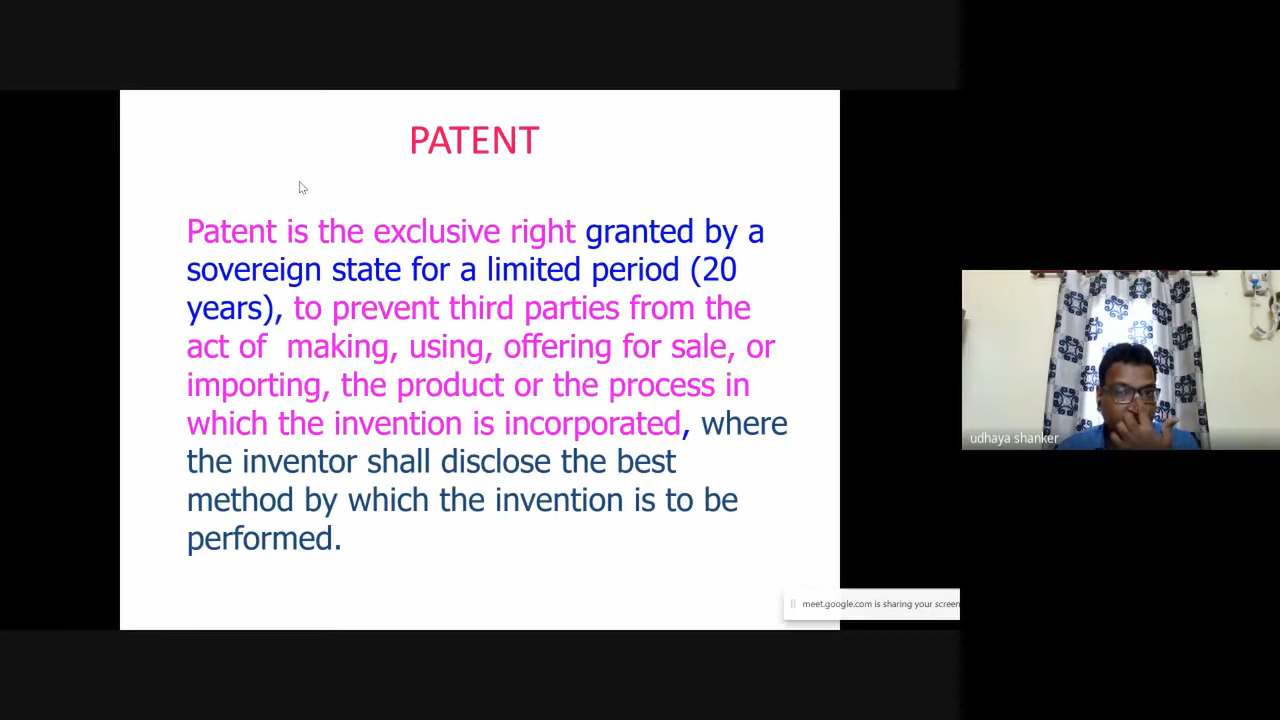 PATENT
Patent is the exclusive right granted by a
sovereign state for a limited period (20
years), to prevent third parties from the
act of  making, using, offering for sale, or
importing, the product or the process in
which the invention is incorporated, where
the inventor shall disclose the best
method by which the invention is to be
performed.
udhaya shanker
meet.google.com is sharing your screen